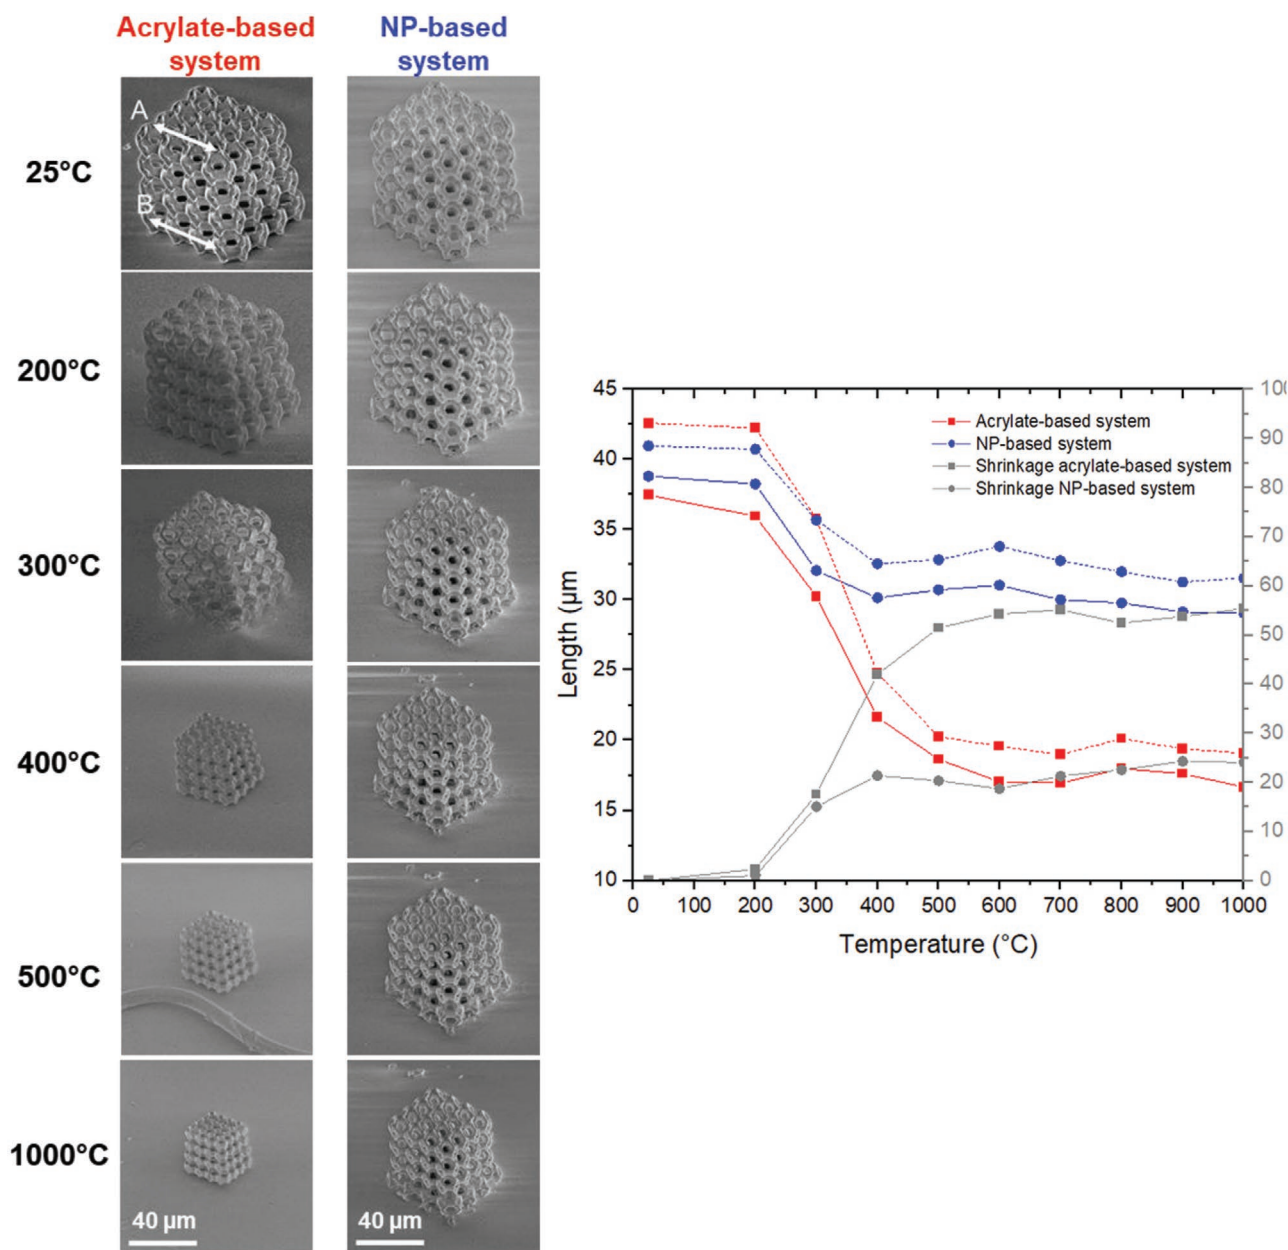 Acrylate-based
system
NP-based
system
25°C
A
B
200°C
300°C
400°C
500°C
1000°C
40 µm
40 µm
45
40
35
30
25
20
15
10
Length (µm
0
100
200
300
400
500
600
700
800
900
1000
Temperature (°C)
Acrylate-based system
NP-based system
Shrinkage acrylate-based system
Shrinkage NP-based system
100
90
80
70
60
50
40
30
20
10
0